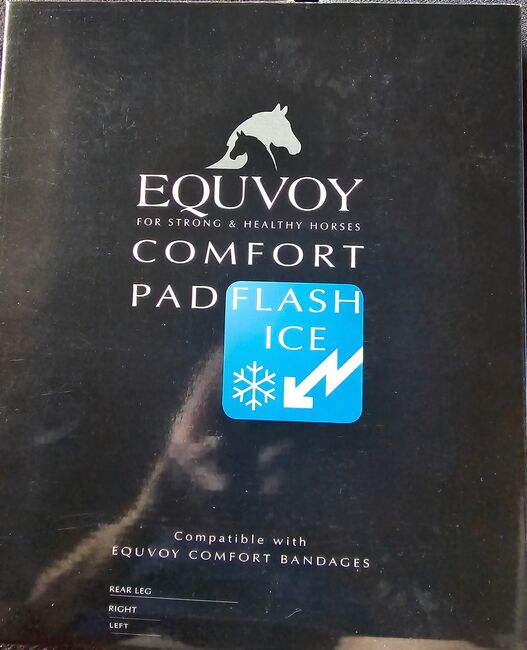 EQUVOY
FOR STRONG & HEALTHY HORSES
COMFORT
PAD FLASH
ICE
Compatible with
EQUVOY COMFORT BANDAGES
REAR LEG
RIGHT
LEFT